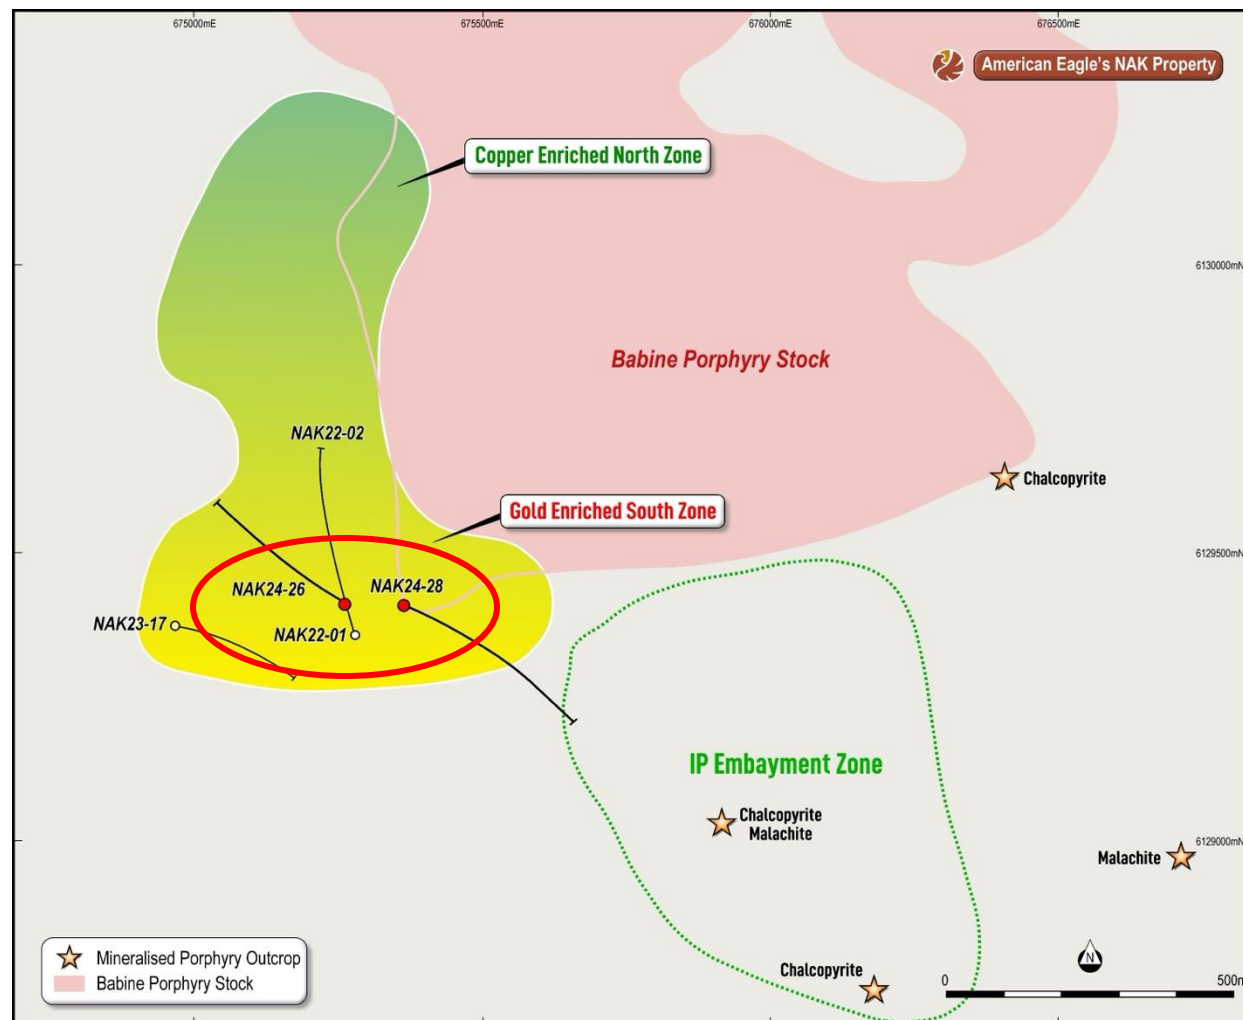 675000mE
675500mE
676000mE
676500mE
American Eagle's NAK Property
Copper Enriched North Zone
6130000mN
Babine Porphyry Stock
NAK22-02
Chalcopyrite
Gold Enriched South Zone
6129500mN
NAK24-26
NAK24-28
NAK23-17
NAK22-01
IP Embayment Zone
Chalcopyrite
Malachite
6129000mN
Malachite
Mineralised Porphyry Outcrop
Babine Porphyry Stock
Chalcopyrite
N
0
500m